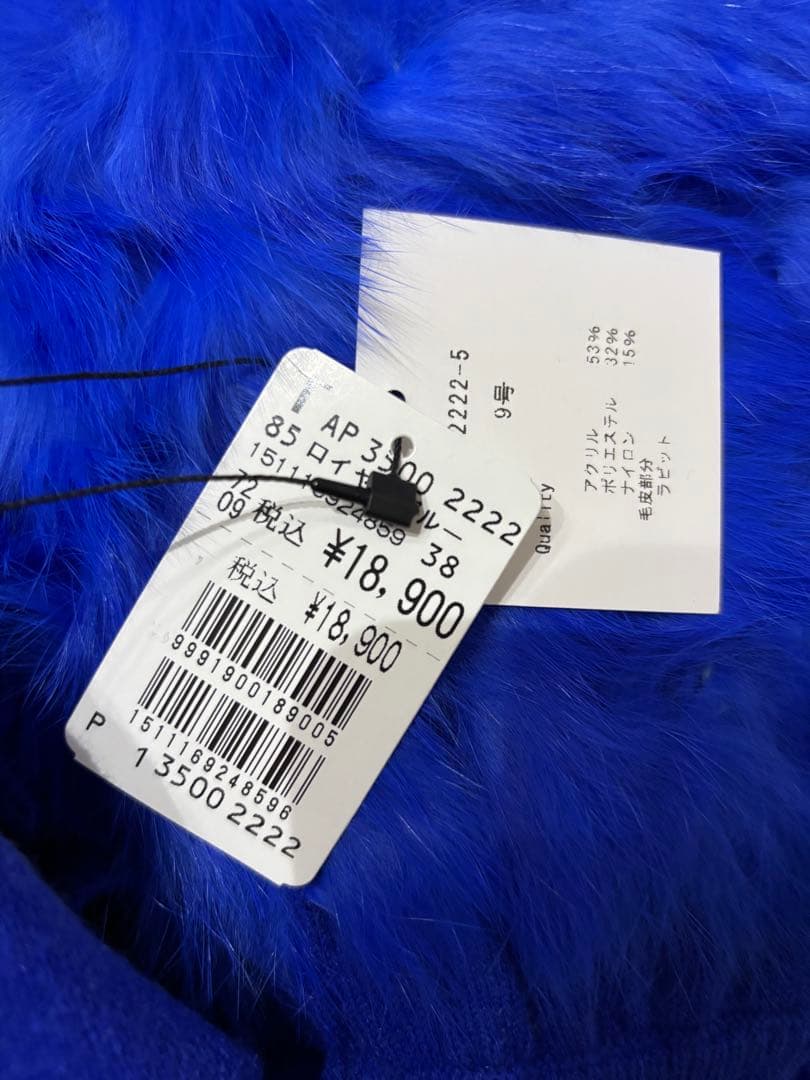 AP 3500 2222
85 ロイヤルブルー
38
72
09 税込 ¥18,900
税込 ¥18,900
9991900189005
1511169248596
P 1 3500 2222
2222-5
9号
Quality
アクリル 53%
ポリエステル 32%
ナイロン 15%
毛皮部分
ラビット